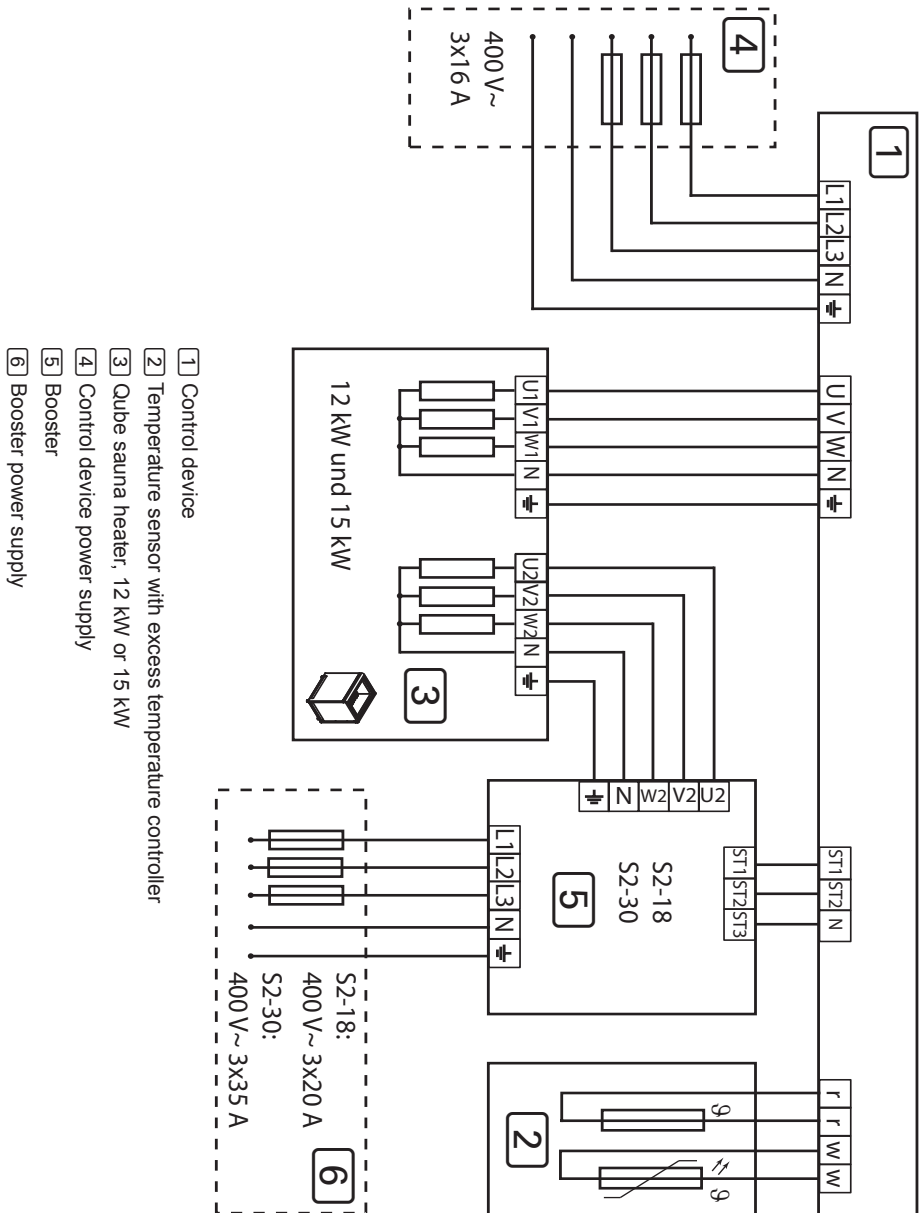 1
L1 L2 L3 N ⏚
U V W N ⏚
ST1 ST2 N
r r w w
4
400 V~
3x16 A
U1 V1 W1 N ⏚
U2 V2 W2 N ⏚
12 kW und 15 kW
3
ST1 ST2 ST3
⏚ N W2 V2 U2
S2-18
S2-30
5
L1 L2 L3 N ⏚
S2-18:
400 V~ 3x20 A
S2-30:
400 V~ 3x35 A
6
ϑ
ϑ
2
1 Control device
2 Temperature sensor with excess temperature controller
3 Qube sauna heater, 12 kW or 15 kW
4 Control device power supply
5 Booster
6 Booster power supply